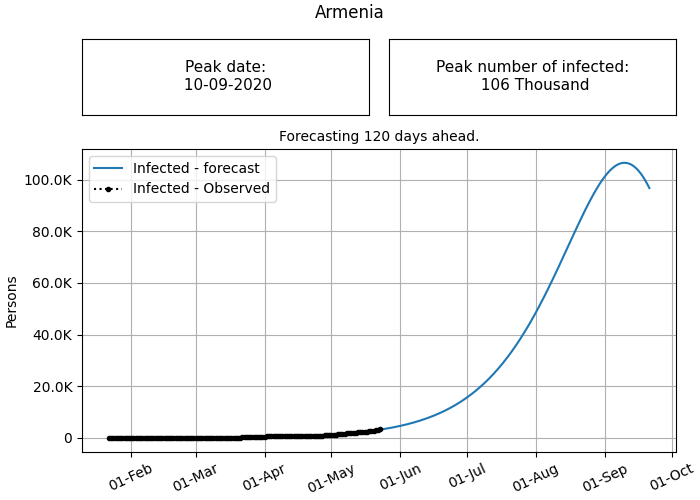 Armenia
Peak date:
10-09-2020
Peak number of infected:
106 Thousand
Forecasting 120 days ahead.
Infected - forecast
Infected - Observed
Persons
100.0K
80.0K
60.0K
40.0K
20.0K
0
01-Feb
01-Mar
01-Apr
01-May
01-Jun
01-Jul
01-Aug
01-Sep
01-Oct